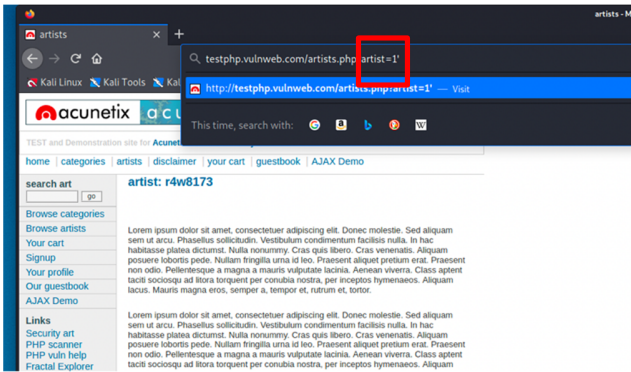 artists - M
artists × +
testphp.vulnweb.com/artists.php?artist=1'
Kali Linux Kali Tools Kal
http://testphp.vulnweb.com/artists.php?artist=1' — Visit
acunetix acu
This time, search with:
TEST and Demonstration site for Acunet
home | categories | artists | disclaimer | your cart | guestbook | AJAX Demo
search art
go
Browse categories
Browse artists
Your cart
Signup
Your profile
Our guestbook
AJAX Demo
Links
Security art
PHP scanner
PHP vuln help
Fractal Explorer
artist: r4w8173
Lorem ipsum dolor sit amet, consectetuer adipiscing elit. Donec molestie. Sed aliquam
sem ut arcu. Phasellus sollicitudin. Vestibulum condimentum facilisis nulla. In hac
habitasse platea dictumst. Nulla nonummy. Cras quis libero. Cras venenatis. Aliquam
posuere lobortis pede. Nullam fringilla urna id leo. Praesent aliquet pretium erat. Praesent
non odio. Pellentesque a magna a mauris vulputate lacinia. Aenean viverra. Class aptent
taciti sociosqu ad litora torquent per conubia nostra, per inceptos hymenaeos. Aliquam
lacus. Mauris magna eros, semper a, tempor et, rutrum et, tortor.
Lorem ipsum dolor sit amet, consectetuer adipiscing elit. Donec molestie. Sed aliquam
sem ut arcu. Phasellus sollicitudin. Vestibulum condimentum facilisis nulla. In hac
habitasse platea dictumst. Nulla nonummy. Cras quis libero. Cras venenatis. Aliquam
posuere lobortis pede. Nullam fringilla urna id leo. Praesent aliquet pretium erat. Praesent
non odio. Pellentesque a magna a mauris vulputate lacinia. Aenean viverra. Class aptent
taciti sociosqu ad litora torquent per conubia nostra, per inceptos hymenaeos. Aliquam